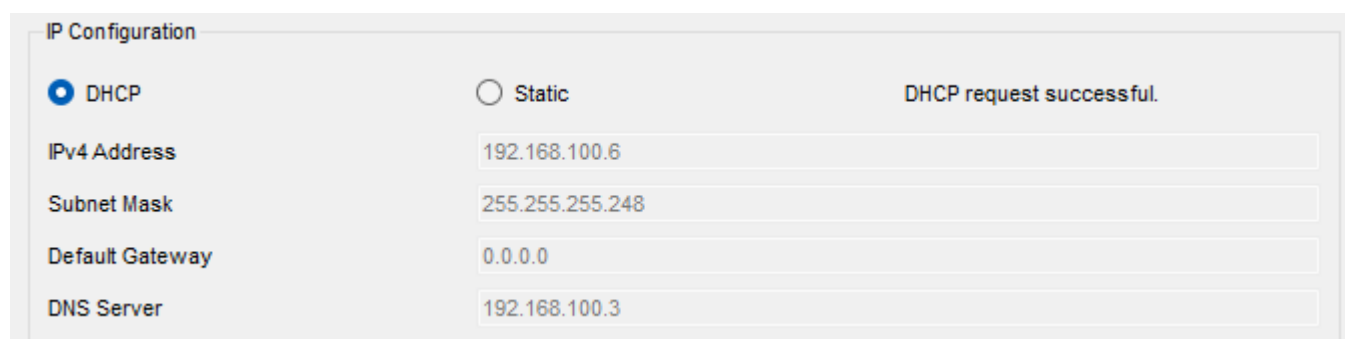 IP Configuration
DHCP Static DHCP request successful.
IPv4 Address 192.168.100.6
Subnet Mask 255.255.255.248
Default Gateway 0.0.0.0
DNS Server 192.168.100.3